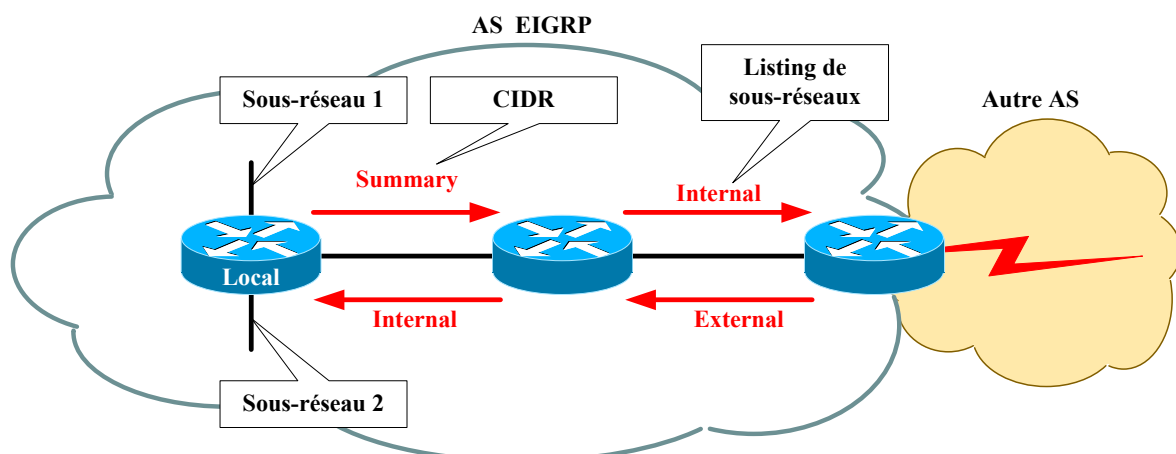 AS EIGRP
Sous-réseau 1
CIDR
Listing de
sous-réseaux
Autre AS
Summary
Internal
Local
Internal
External
Sous-réseau 2